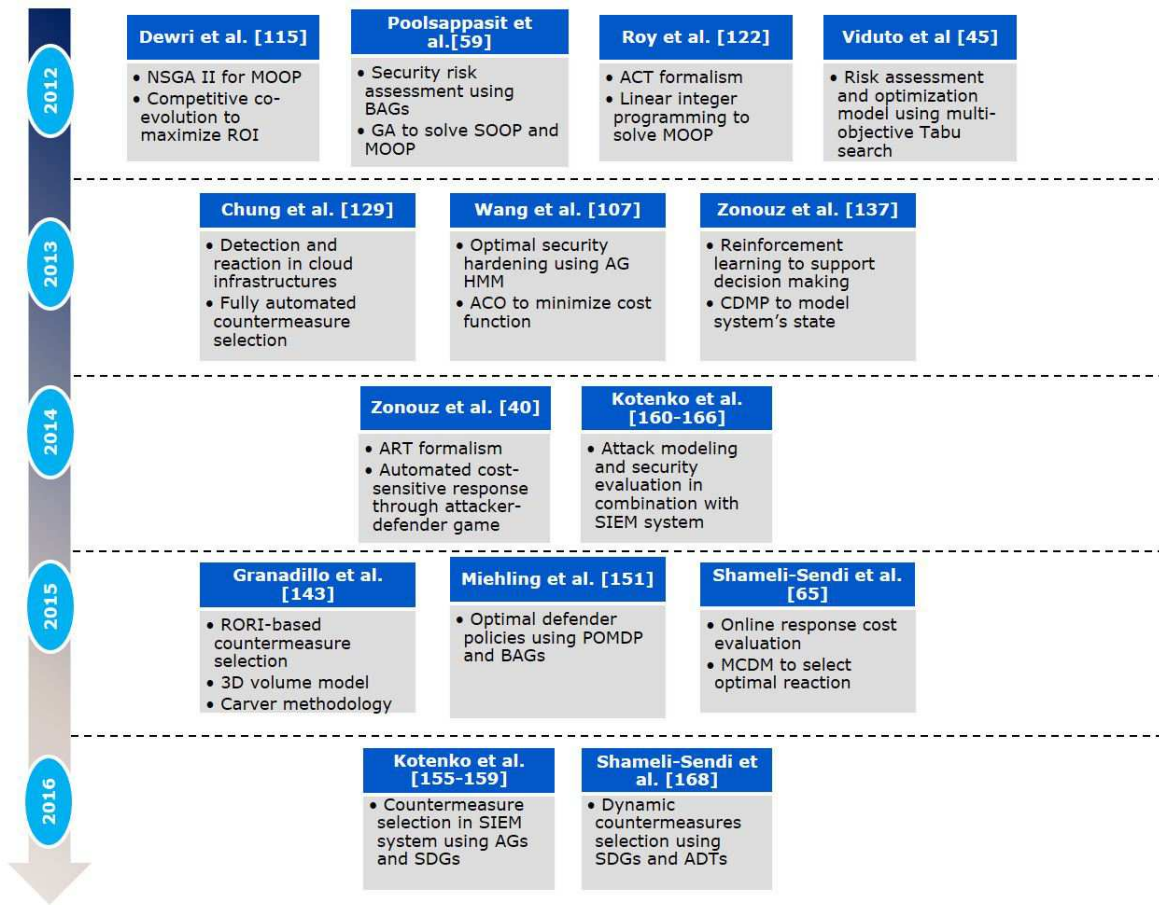 2012
Dewri et al. [115]
• NSGA II for MOOP
• Competitive co-
evolution to
maximize ROI
Poolsappasit et
al.[59]
• Security risk
assessment using
BAGs
• GA to solve SOOP and
MOOP
Roy et al. [122]
• ACT formalism
• Linear integer
programming to
solve MOOP
Viduto et al [45]
• Risk assessment
and optimization
model using multi-
objective Tabu
search
2013
Chung et al. [129]
• Detection and
reaction in cloud
infrastructures
• Fully automated
countermeasure
selection
Wang et al. [107]
• Optimal security
hardening using AG
HMM
• ACO to minimize cost
function
Zonouz et al. [137]
• Reinforcement
learning to support
decision making
• CDMP to model
system’s state
2014
Zonouz et al. [40]
• ART formalism
• Automated cost-
sensitive response
through attacker-
defender game
Kotenko et al.
[160-166]
• Attack modeling
and security
evaluation in
combination with
SIEM system
2015
Granadillo et al.
[143]
• RORI-based
countermeasure
selection
• 3D volume model
• Carver methodology
Miehling et al. [151]
• Optimal defender
policies using POMDP
and BAGs
Shameli-Sendi et al.
[65]
• Online response cost
evaluation
• MCDM to select
optimal reaction
2016
Kotenko et al.
[155-159]
• Countermeasure
selection in SIEM
system using AGs
and SDGs
Shameli-Sendi et
al. [168]
• Dynamic
countermeasures
selection using
SDGs and ADTs